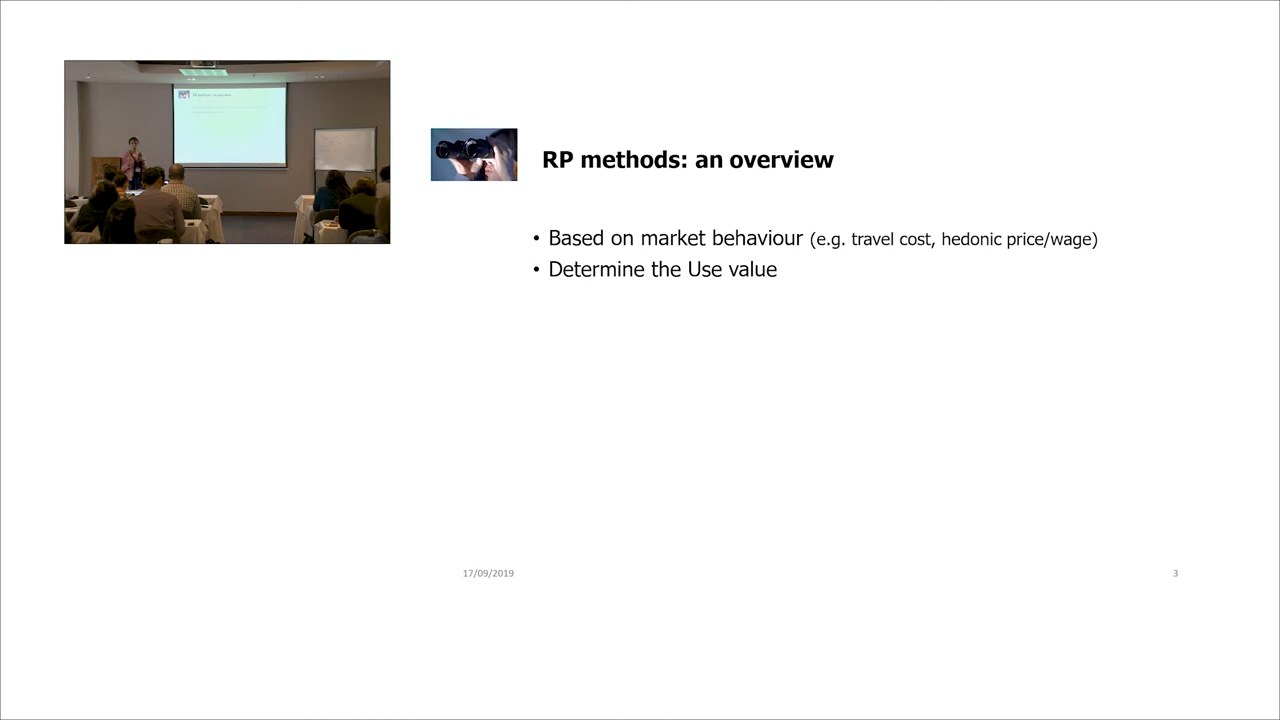 RP methods: an overview
• Based on market behaviour (e.g. travel cost, hedonic price/wage)
• Determine the Use value
17/09/2019
3